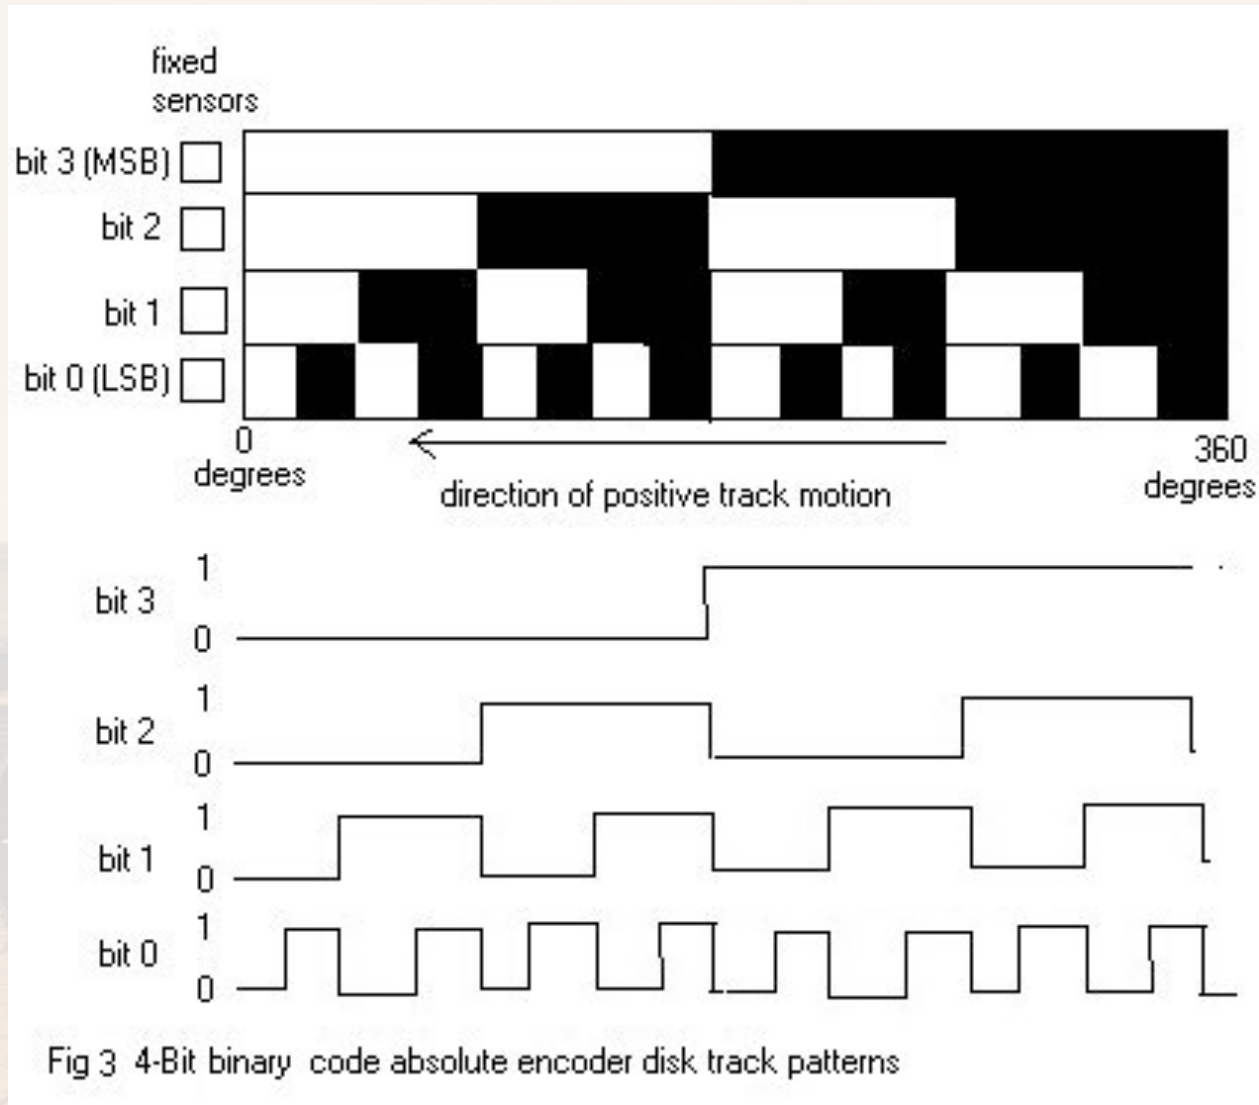 fixed
sensors
bit 3 (MSB)
bit 2
bit 1
bit 0 (LSB)
0
degrees
360
degrees
direction of positive track motion
1
bit 3
0
1
bit 2
0
1
bit 1
0
1
bit 0
0
Fig 3 4-Bit binary code absolute encoder disk track patterns